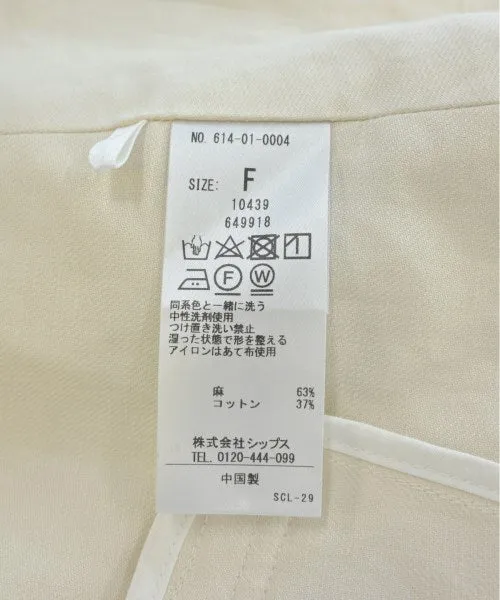 NO. 614-01-0004
SIZE: F
10439
649918
F W
同系色と一緒に洗う
中性洗剤使用
つけ置き洗い禁止
湿った状態で形を整える
アイロンはあて布使用
麻 63%
コットン 37%
株式会社シップス
TEL. 0120-444-099
中国製
SCL-29